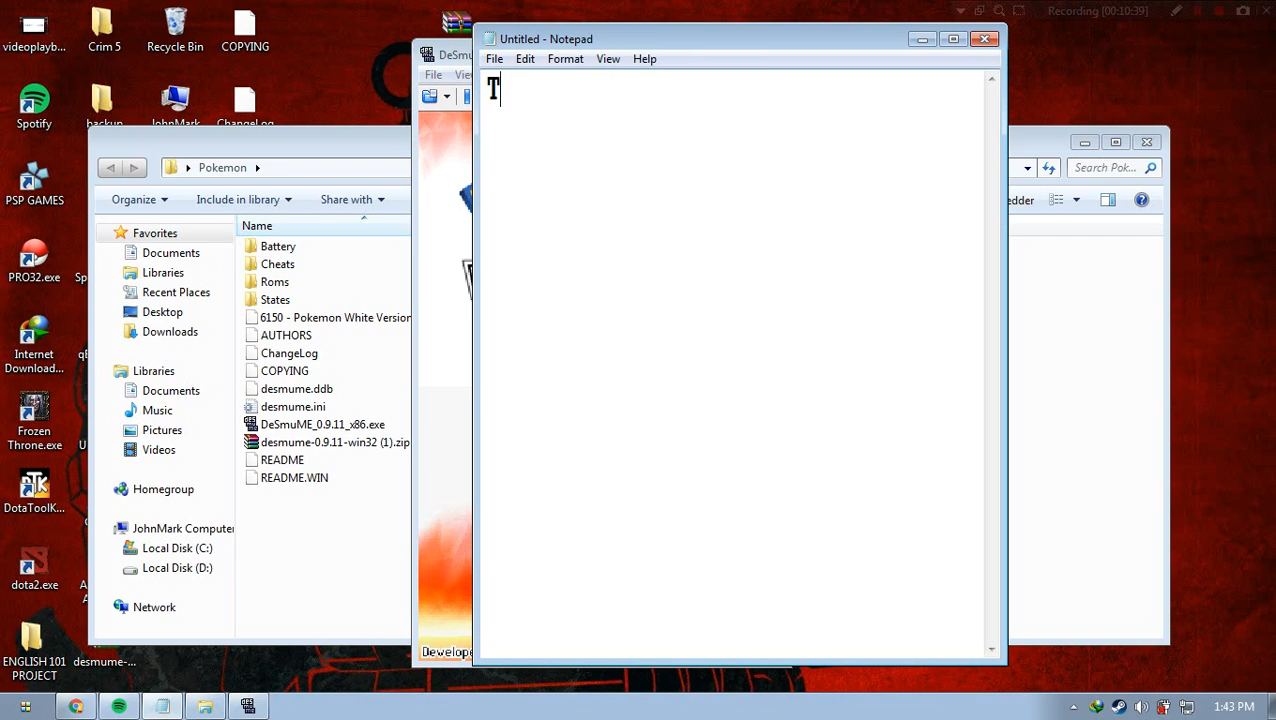 Recording [00:10:39]
videoplayb...
Crim 5
Recycle Bin
COPYING
Spotify
backup
JohnMark
ChangeLog
PSP GAMES
PRO32.exe
Internet
Download...
Frozen
Throne.exe
DotaToolK...
dota2.exe
ENGLISH 101
PROJECT
desmume-...
Untitled - Notepad
File Edit Format View Help
T
DeSmuME
File View
Develope
Pokemon
Search Pok...
Organize
Include in library
Share with
Name
Favorites
Documents
Libraries
Recent Places
Desktop
Downloads
Libraries
Documents
Music
Pictures
Videos
Homegroup
JohnMark Computer
Local Disk (C:)
Local Disk (D:)
Network
Battery
Cheats
Roms
States
6150 - Pokemon White Version
AUTHORS
ChangeLog
COPYING
desmume.ddb
desmume.ini
DeSmuME_0.9.11_x86.exe
desmume-0.9.11-win32 (1).zip
README
README.WIN
1:43 PM